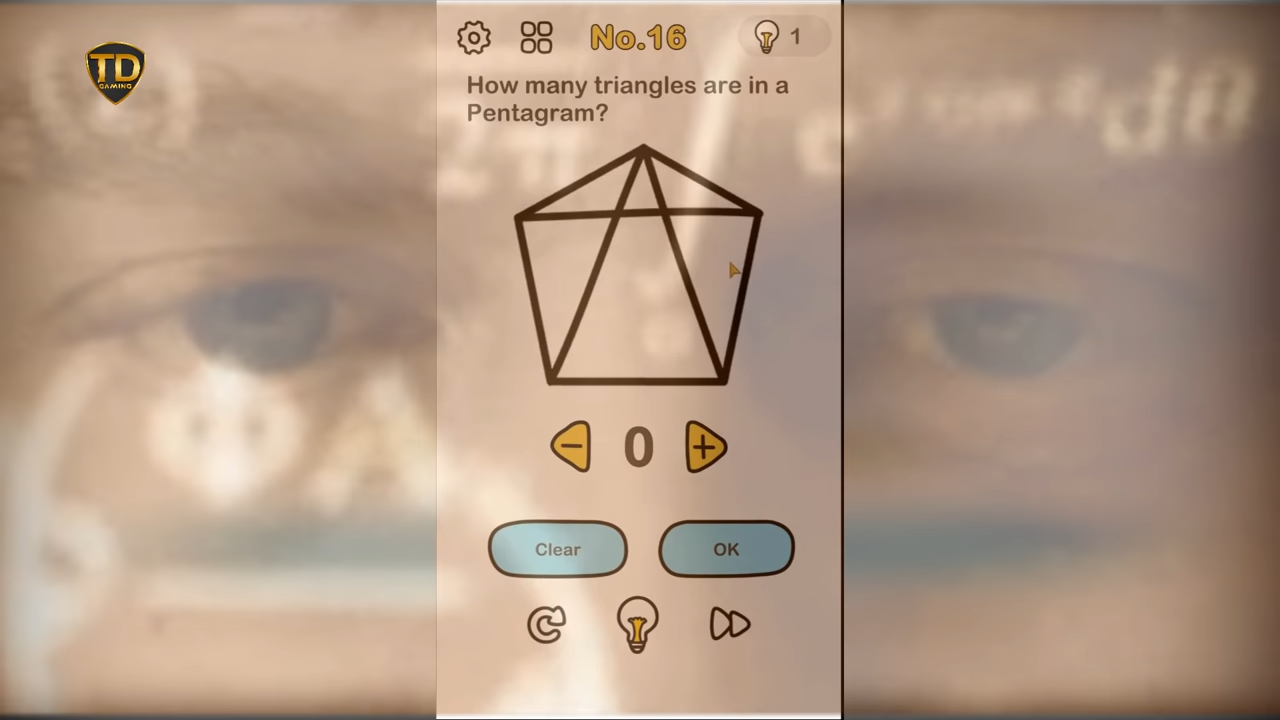 TD
GAMING
No.16
1
How many triangles are in a
Pentagram?
0
Clear
OK